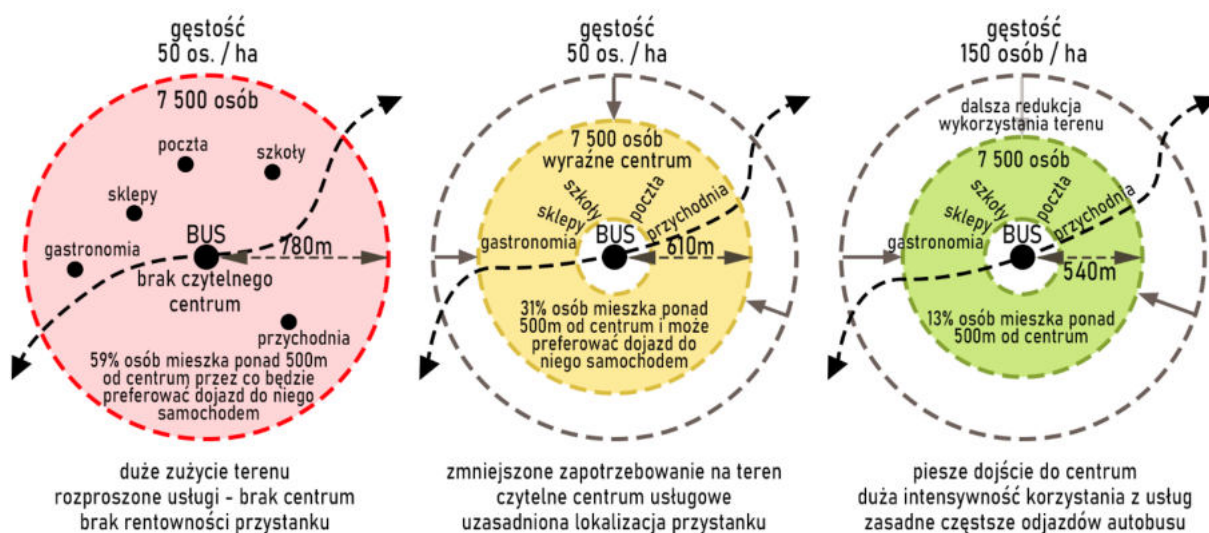 gęstość
50 os. / ha
7 500 osób
poczta
szkoły
sklepy
gastronomia
BUS
780m
brak czytelnego
centrum
przychodnia
59% osób mieszka ponad 500m
od centrum przez co będzie
preferować dojazd do niego
samochodem
duże zużycie terenu
rozproszone usługi - brak centrum
brak rentowności przystanku
gęstość
50 os. / ha
7 500 osób
wyraźne centrum
szkoły
poczta
sklepy
przychodnia
gastronomia
BUS
610m
31% osób mieszka ponad
500m od centrum i może
preferować dojazd do
niego samochodem
zmniejszone zapotrzebowanie na teren
czytelne centrum usługowe
uzasadniona lokalizacja przystanku
gęstość
150 osób / ha
dalsza redukcja
wykorzystania terenu
7 500 osób
szkoły
poczta
sklepy
przychodnia
gastronomia
BUS
540m
13% osób mieszka ponad
500m od centrum
piesze dojście do centrum
duża intensywność korzystania z usług
zasadne częstsze odjazdów autobusu